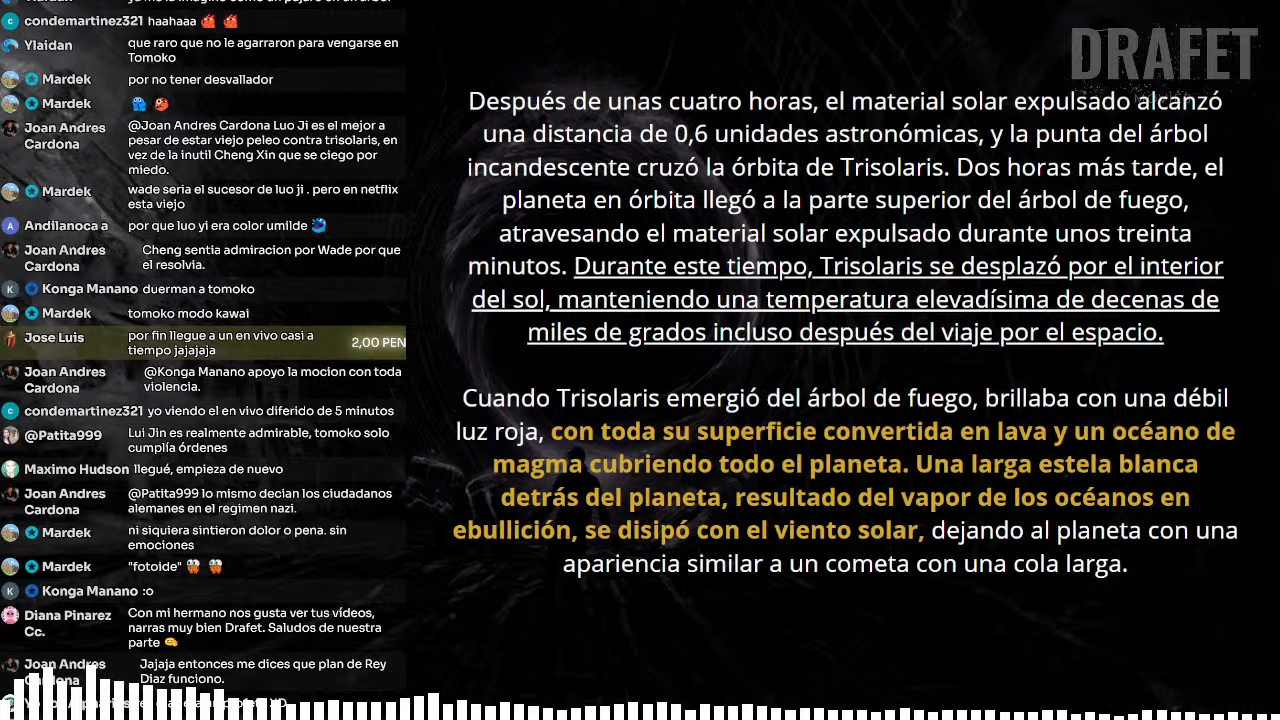 condemartinez321 haahaaa
Ylaidan que raro que no le agarraron para vengarse en
Tomoko
Mardek por no tener desvallador
Mardek
Joan Andres Cardona @Joan Andres Cardona Luo Ji es el mejor a
pesar de estar viejo peleo contra trisolaris, en
vez de la inutil Cheng Xin que se ciego por
miedo.
Mardek wade seria el sucesor de luo ji . pero en netflix
esta viejo
Andilanoca a por que luo yi era color umilde
Joan Andres Cardona Cheng sentia admiracion por Wade por que
el resolvia.
K Konga Manano duerman a tomoko
Mardek tomoko modo kawai
Jose Luis por fin llegue a un en vivo casi a
tiempo jajajaja
2,00 PEN
Joan Andres Cardona @Konga Manano apoyo la mocion con toda
violencia.
condemartinez321 yo viendo el en vivo diferido de 5 minutos
@Patita999 Lui Jin es realmente admirable, tomoko solo
cumplía órdenes
Maximo Hudson llegué, empieza de nuevo
Joan Andres Cardona @Patita999 lo mismo decian los ciudadanos
alemanes en el regimen nazi.
Mardek ni siquiera sintieron dolor o pena. sin
emociones
Mardek "fotoide"
K Konga Manano :o
Diana Pinarez Cc. Con mi hermano nos gusta ver tus vídeos,
narras muy bien Drafet. Saludos de nuestra
parte
Joan Andres Cardona Jajaja entonces me dices que plan de Rey
Diaz funciono.
DRAFET
Después de unas cuatro horas, el material solar expulsado alcanzó
una distancia de 0,6 unidades astronómicas, y la punta del árbol
incandescente cruzó la órbita de Trisolaris. Dos horas más tarde, el
planeta en órbita llegó a la parte superior del árbol de fuego,
atravesando el material solar expulsado durante unos treinta
minutos. Durante este tiempo, Trisolaris se desplazó por el interior
del sol, manteniendo una temperatura elevadísima de decenas de
miles de grados incluso después del viaje por el espacio.
Cuando Trisolaris emergió del árbol de fuego, brillaba con una débil
luz roja, con toda su superficie convertida en lava y un océano de
magma cubriendo todo el planeta. Una larga estela blanca
detrás del planeta, resultado del vapor de los océanos en
ebullición, se disipó con el viento solar, dejando al planeta con una
apariencia similar a un cometa con una cola larga.